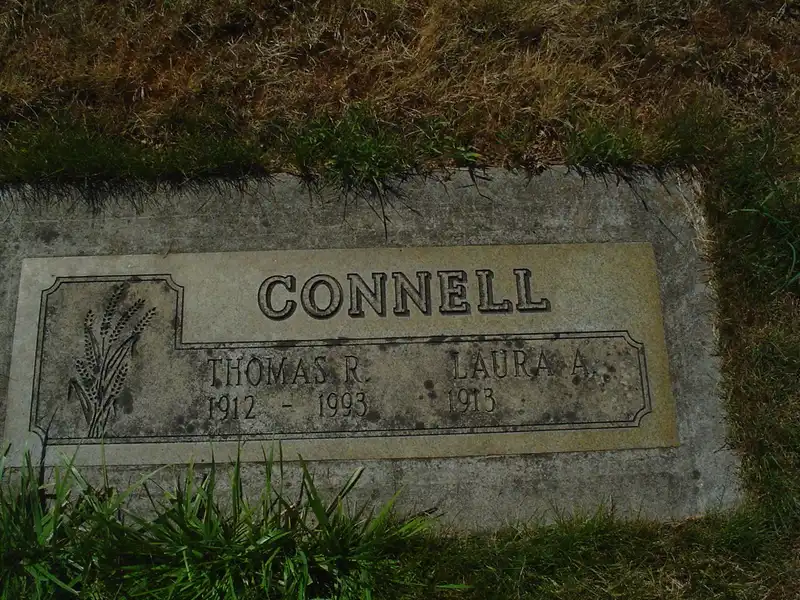 CONNELL
THOMAS R. LAURA A.
1912 - 1993 1913